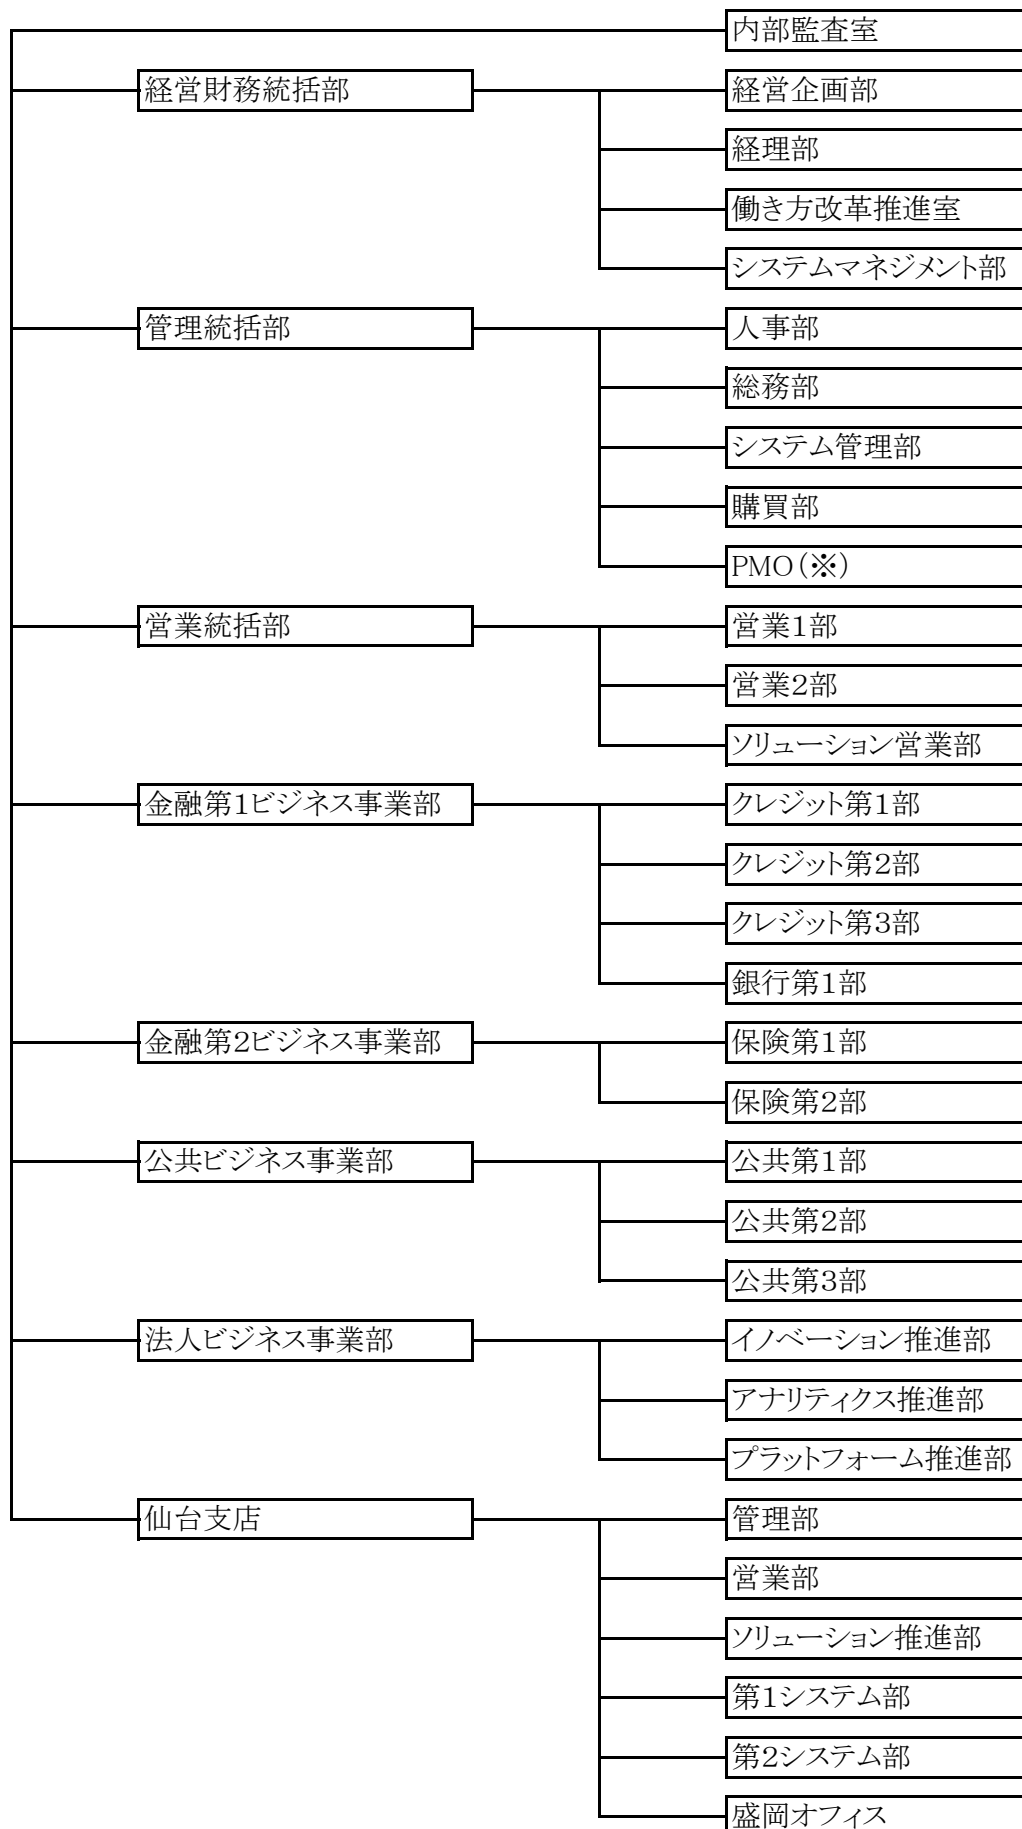 内部監査室
経営財務統括部
経営企画部
経理部
働き方改革推進室
システムマネジメント部
管理統括部
人事部
総務部
システム管理部
購買部
PMO(※)
営業統括部
営業1部
営業2部
ソリューション営業部
金融第1ビジネス事業部
クレジット第1部
クレジット第2部
クレジット第3部
銀行第1部
金融第2ビジネス事業部
保険第1部
保険第2部
公共ビジネス事業部
公共第1部
公共第2部
公共第3部
法人ビジネス事業部
イノベーション推進部
アナリティクス推進部
プラットフォーム推進部
仙台支店
管理部
営業部
ソリューション推進部
第1システム部
第2システム部
盛岡オフィス